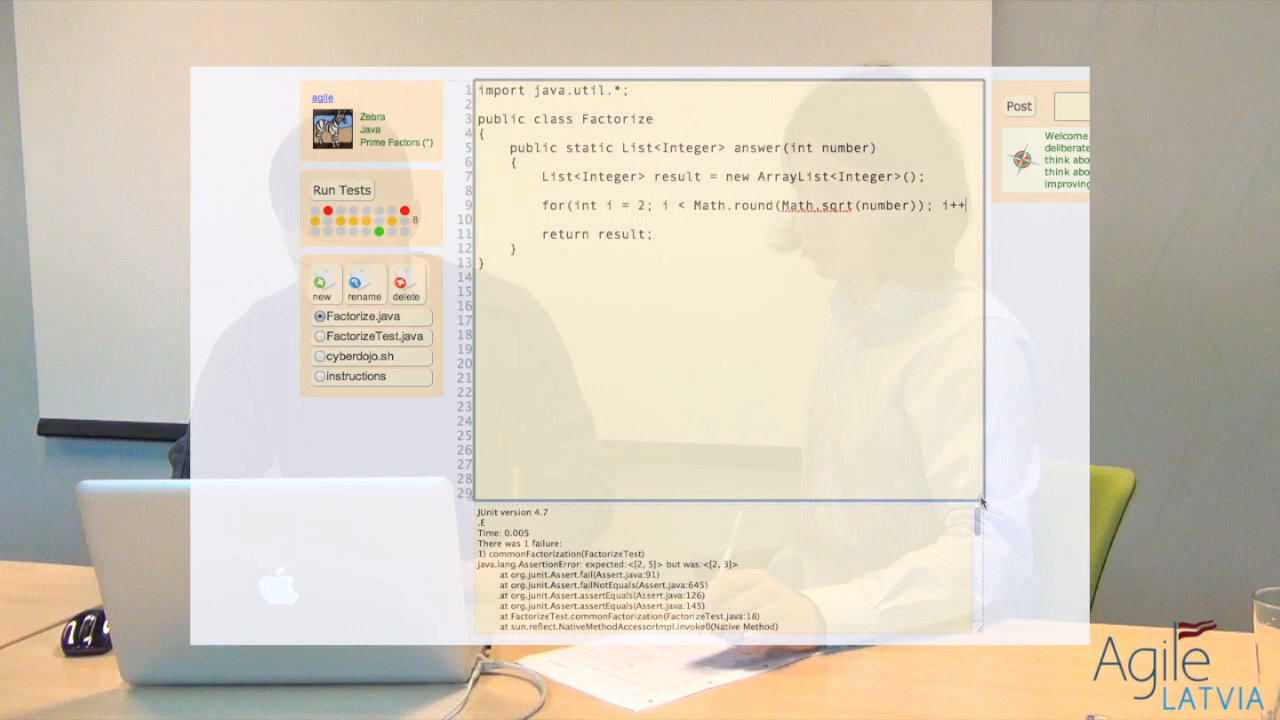 agile
Zebra
Java
Prime Factors (*)
Run Tests
8
new
rename
delete
Factorize.java
FactorizeTest.java
cyberdojo.sh
instructions
1 import java.util.*;
2
3 public class Factorize
4 {
5 public static List<Integer> answer(int number)
6 {
7 List<Integer> result = new ArrayList<Integer>();
8
9 for(int i = 2; i < Math.round(Math.sqrt(number)); i++
10
11 return result;
12 }
13 }
14
15
16
17
18
19
20
21
22
23
24
25
26
27
28
29
JUnit version 4.7
.E
Time: 0.005
There was 1 failure:
1) commonFactorization(FactorizeTest)
java.lang.AssertionError: expected:<[2, 5]> but was:<[2, 3]>
at org.junit.Assert.fail(Assert.java:91)
at org.junit.Assert.failNotEquals(Assert.java:645)
at org.junit.Assert.assertEquals(Assert.java:126)
at org.junit.Assert.assertEquals(Assert.java:145)
at FactorizeTest.commonFactorization(FactorizeTest.java:18)
at sun.reflect.NativeMethodAccessorImpl.invoke0(Native Method)
Post
Welcome
deliberate
think abo
think abo
improving
Agile
LATVIA